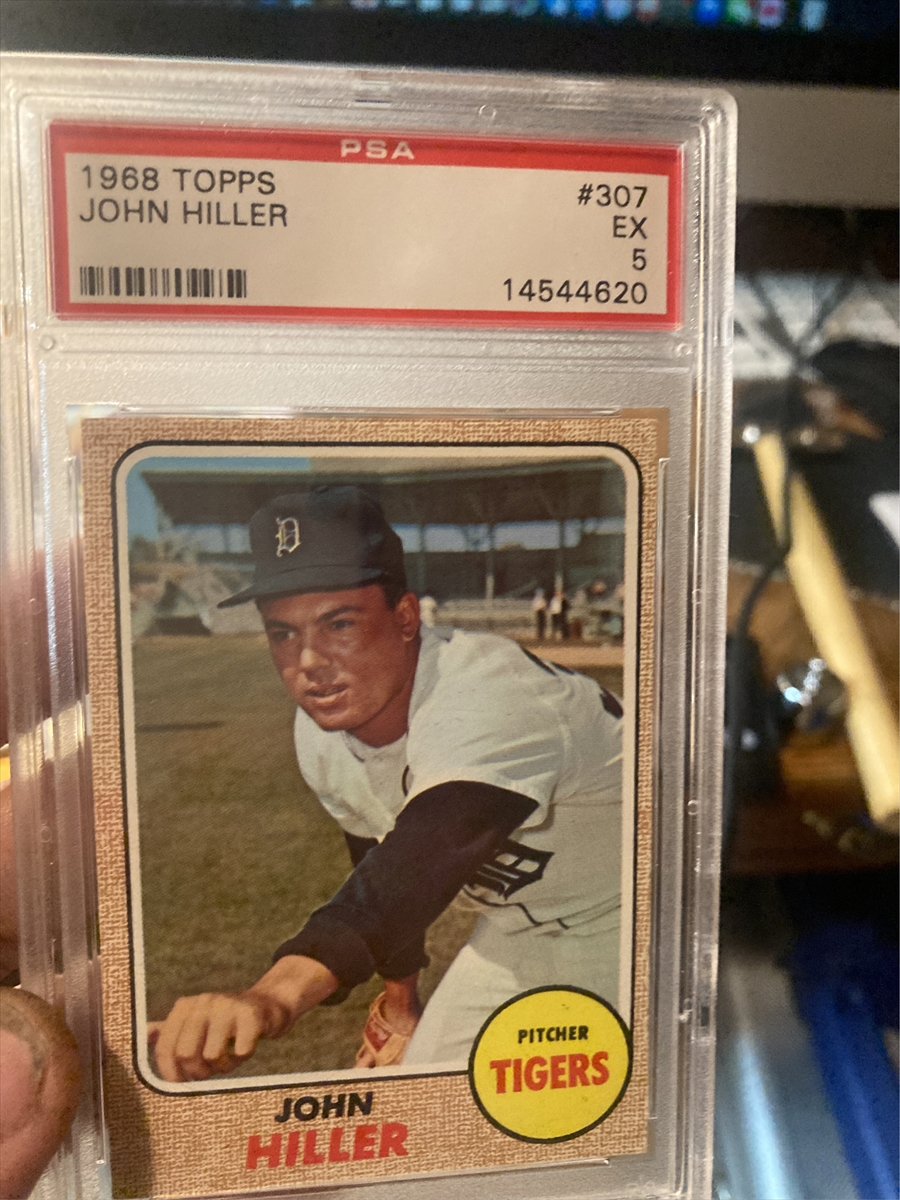 PSA
1968 TOPPS #307
JOHN HILLER EX
5
14544620
D
D
PITCHER
TIGERS
JOHN
HILLER